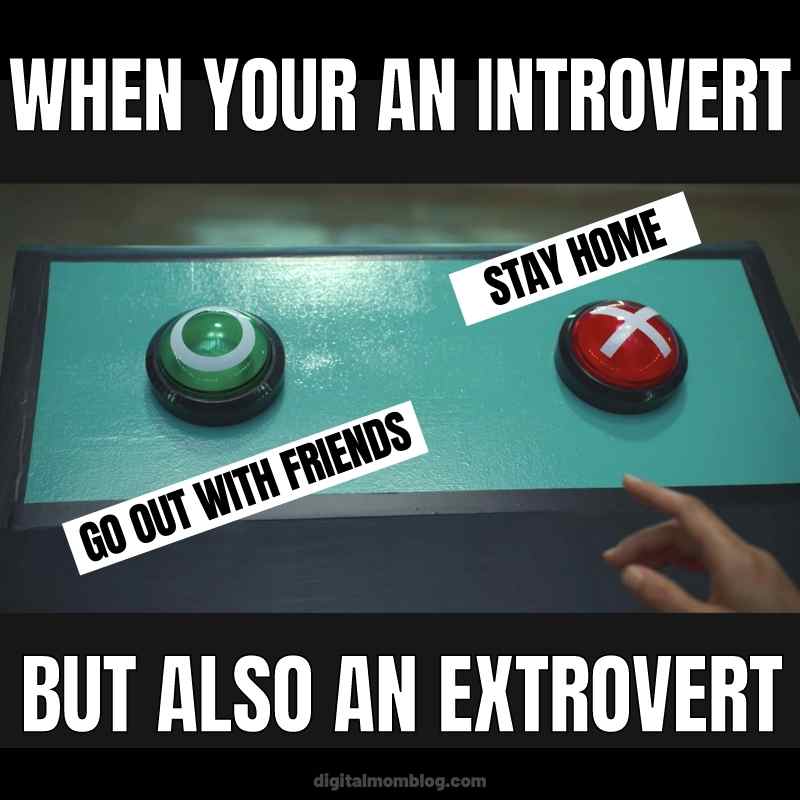 WHEN YOUR AN INTROVERT
STAY HOME
GO OUT WITH FRIENDS
BUT ALSO AN EXTROVERT
digitalmomblog.com